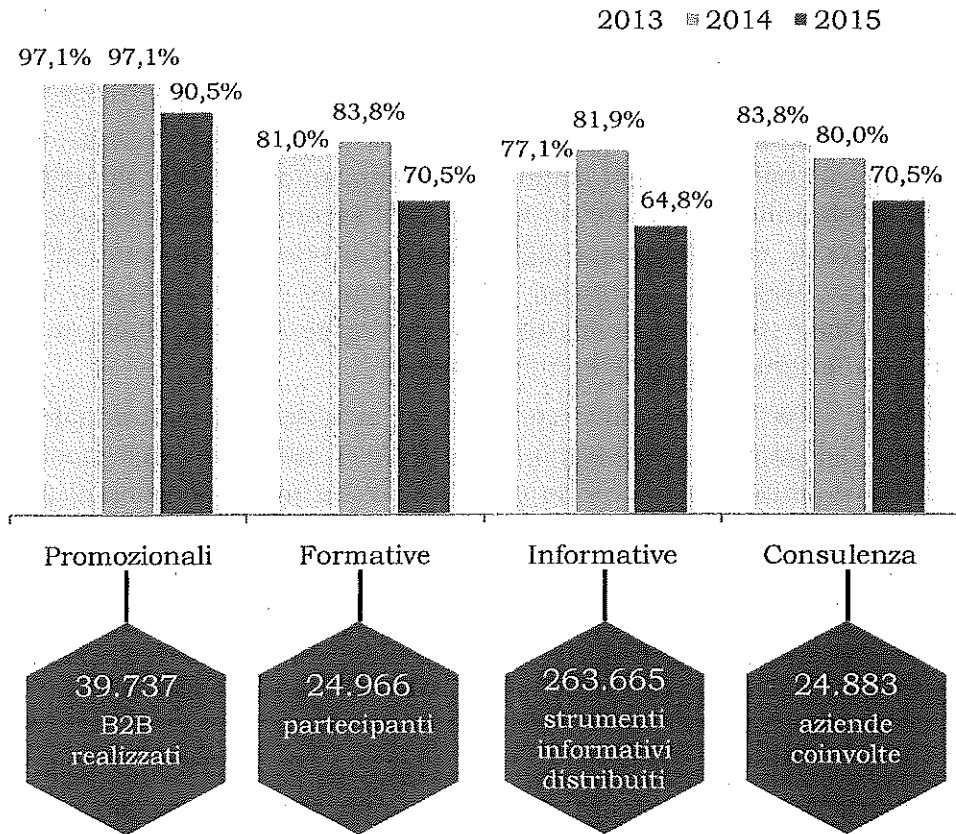 2013 2014 2015
97,1% 97,1% 90,5%
81,0% 83,8% 70,5%
77,1% 81,9% 64,8%
83,8% 80,0% 70,5%
Promozionali Formative Informative Consulenza
39.737
B2B
realizzati
24.966
partecipanti
263.665
strumenti
informativi
distribuiti
24.883
aziende
coinvolte